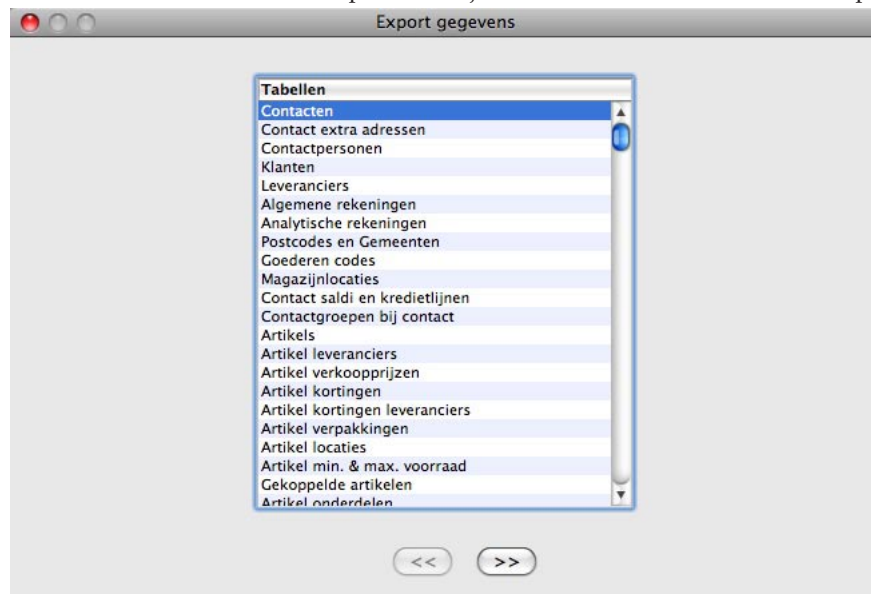 Export gegevens
Tabellen
Contacten
Contact extra adressen
Contactpersonen
Klanten
Leveranciers
Algemene rekeningen
Analytische rekeningen
Postcodes en Gemeenten
Goederen codes
Magazijnlocaties
Contact saldi en kredietlijnen
Contactgroepen bij contact
Artikels
Artikel leveranciers
Artikel verkoopprijzen
Artikel kortingen
Artikel kortingen leveranciers
Artikel verpakkingen
Artikel locaties
Artikel min. & max. voorraad
Gekoppelde artikelen
Artikel onderdelen
<< >>